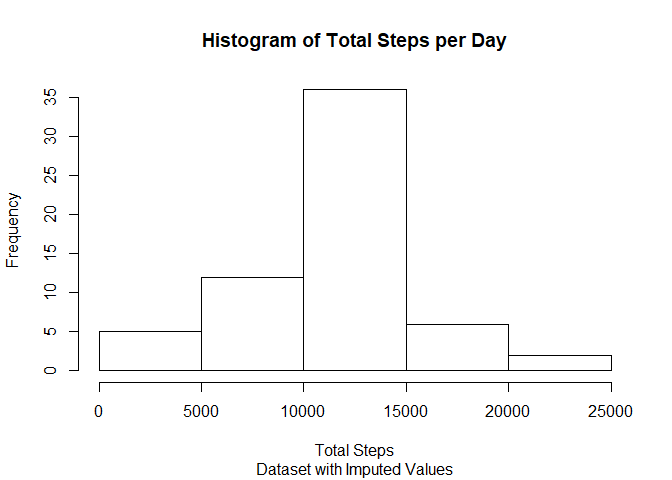 Histogram of Total Steps per Day
Frequency
35
30
25
20
15
10
5
0
0 5000 10000 15000 20000 25000
Total Steps
Dataset with Imputed Values